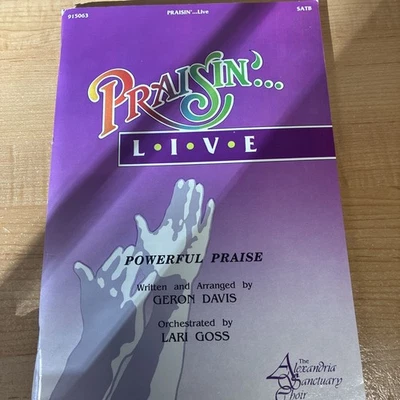 915063 PRAISIN'...Live SATB
PRAISIN'...
L•I•V•E
POWERFUL PRAISE
Written and Arranged by
GERON DAVIS
Orchestrated by
LARI GOSS
The
Alexandria
Sanctuary
Choir